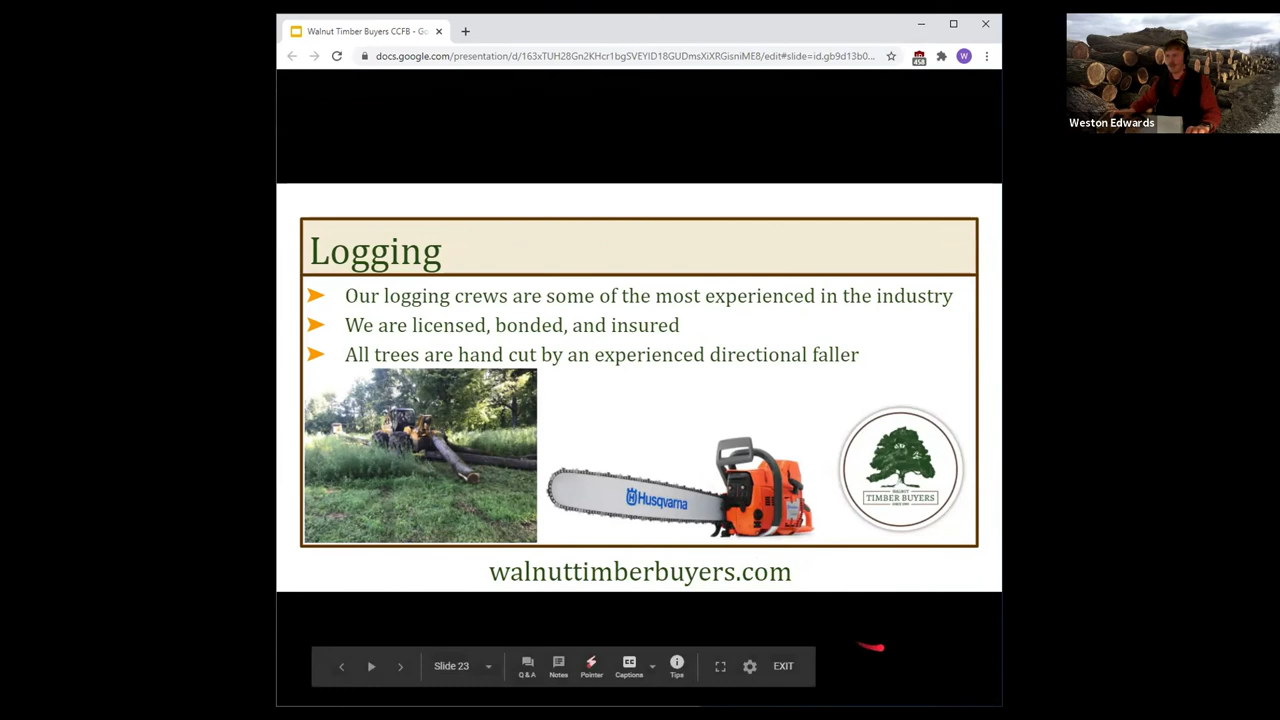 Walnut Timber Buyers CCFB - Go
docs.google.com/presentation/d/163xTUH28Gn2KHcr1bgSVEYID18GUDmsXiXRGisniME8/edit#slide=id.gb9d13b0...
458
W
Weston Edwards
Logging
➤ Our logging crews are some of the most experienced in the industry
➤ We are licensed, bonded, and insured
➤ All trees are hand cut by an experienced directional faller
Husqvarna
WALNUT
TIMBER BUYERS
walnuttimberbuyers.com
Slide 23
Q & A
Notes
Pointer
Captions
Tips
EXIT